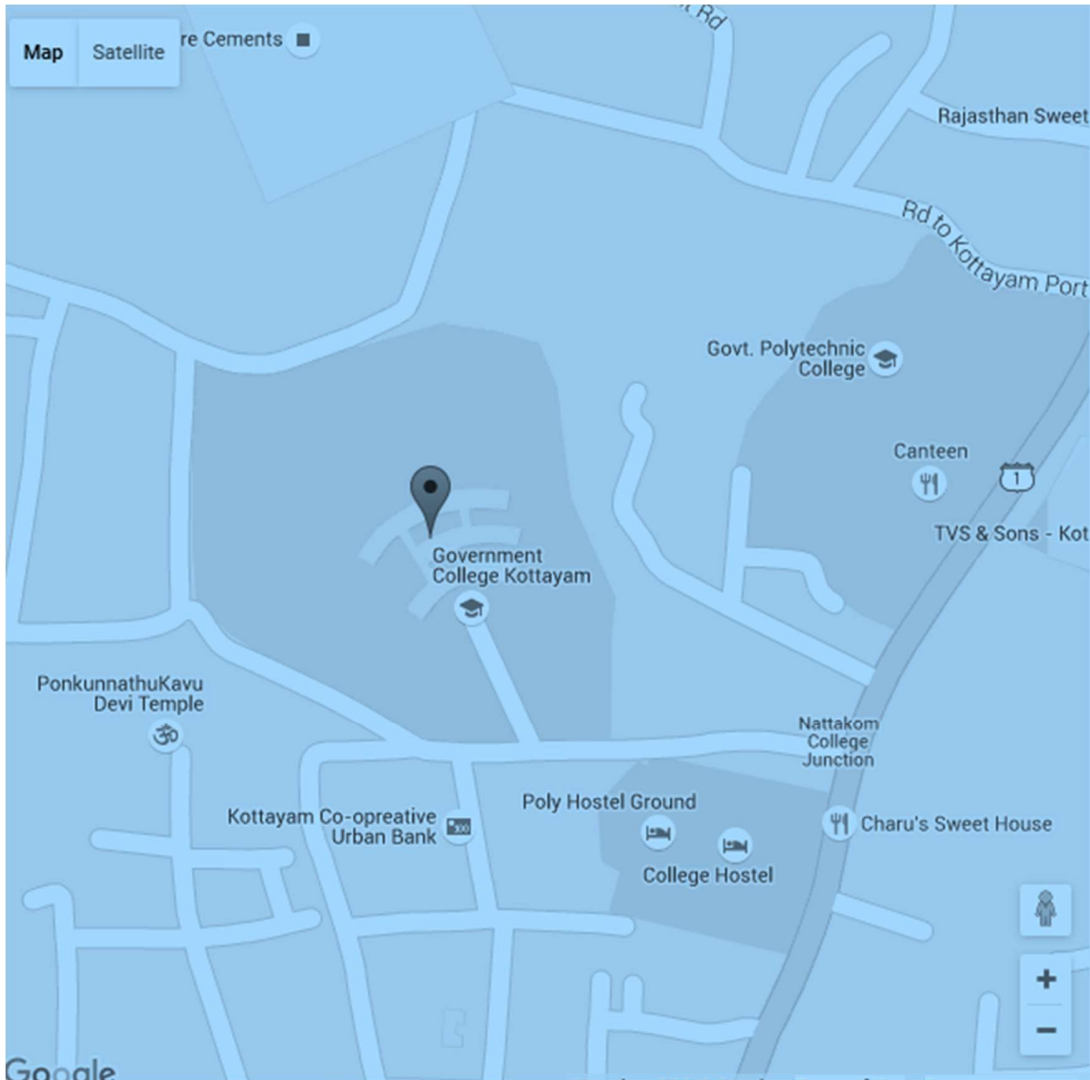 Map
Satellite
re Cements
Rd
Rajasthan Sweet
Rd to Kottayam Port
Govt. Polytechnic
College
Canteen
1
TVS & Sons - Kot
Government
College Kottayam
PonkunnathuKavu
Devi Temple
Nattakom
College
Junction
Poly Hostel Ground
Kottayam Co-opreative
Urban Bank
Charu's Sweet House
College Hostel
+
−
Google